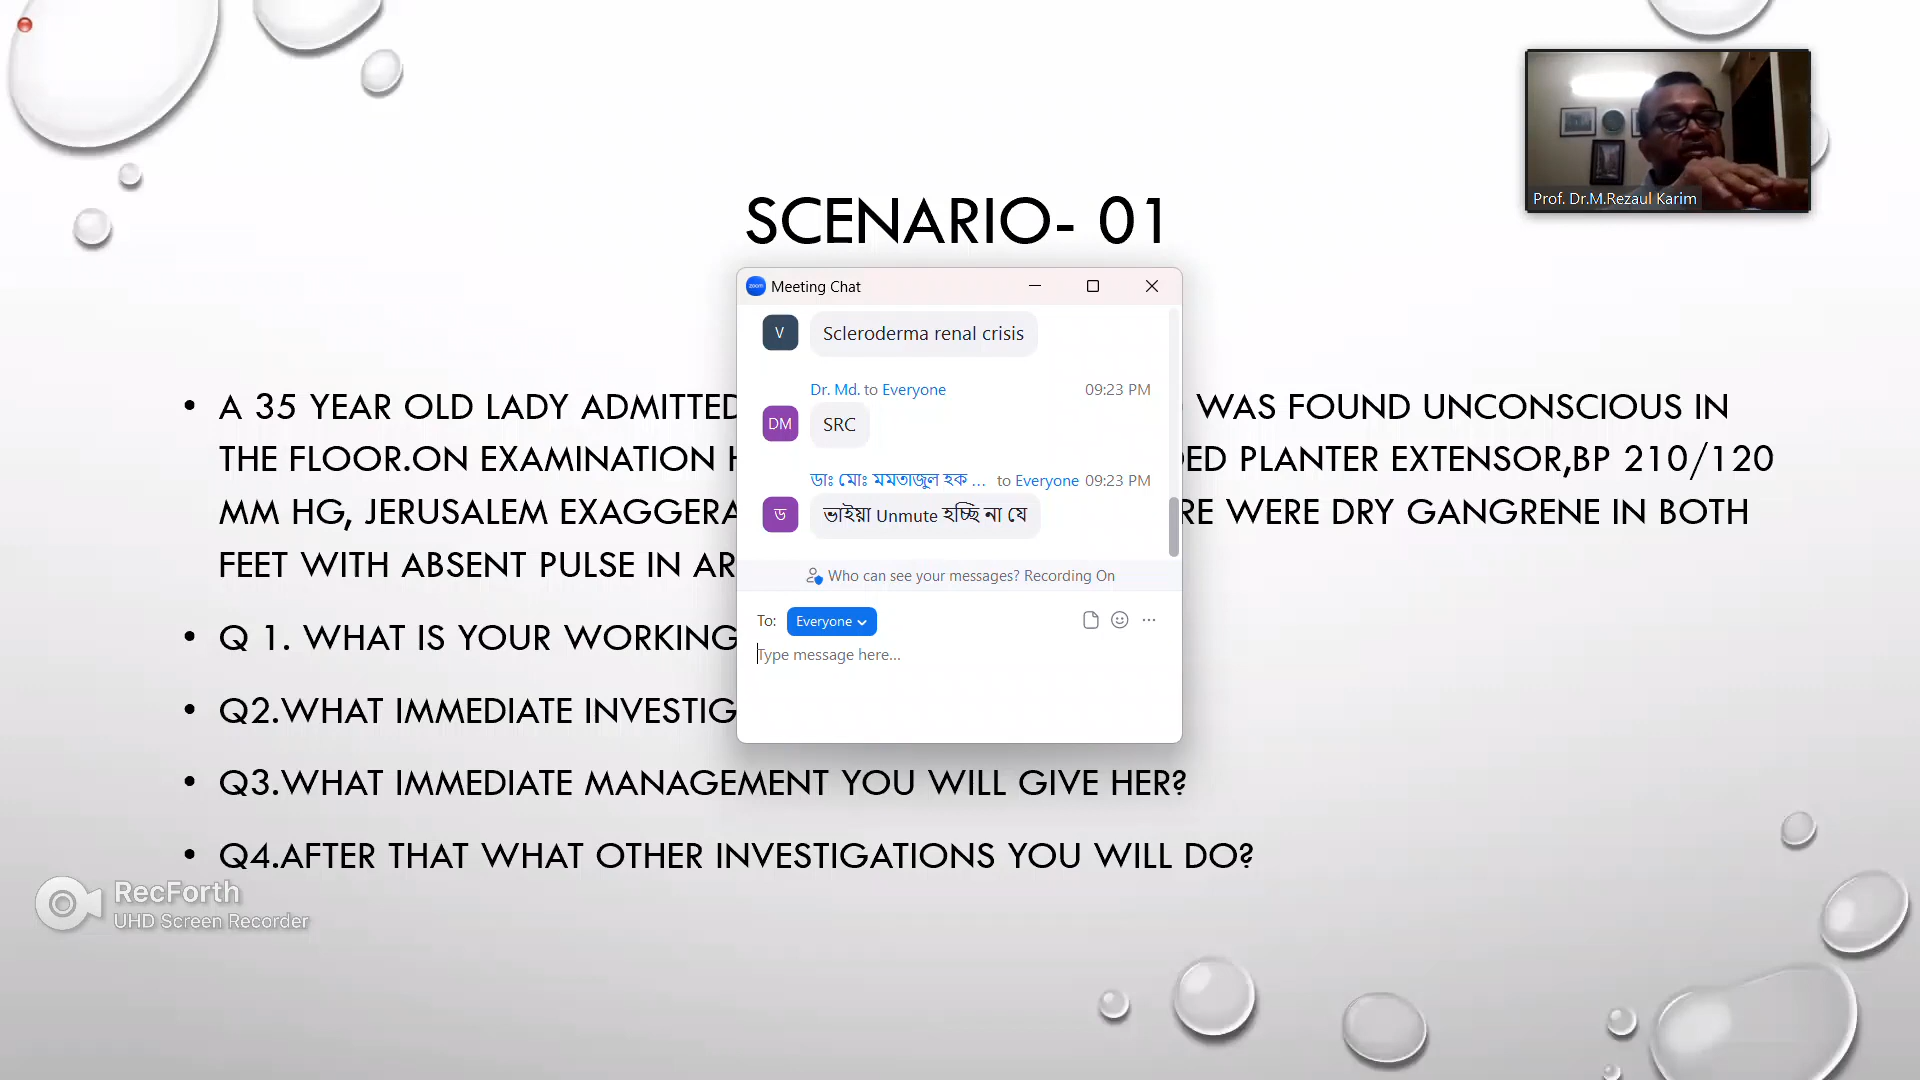 SCENARIO- 01
Prof. Dr.M.Rezaul Karim
Meeting Chat
V
Scleroderma renal crisis
Dr. Md. to Everyone 09:23 PM
DM
SRC
ডাঃ মোঃ মমতাজুল হক ... to Everyone 09:23 PM
ড
ভাইয়া Unmute হচ্ছি না যে
Who can see your messages? Recording On
To: Everyone
Type message here...
• A 35 YEAR OLD LADY ADMITTED WAS FOUND UNCONSCIOUS IN
THE FLOOR.ON EXAMINATION PLANTER EXTENSOR,BP 210/120
MM HG, JERUSALEM WERE DRY GANGRENE IN BOTH
FEET WITH ABSENT PULSE IN
• Q 1. WHAT IS YOUR WORKING
• Q2.WHAT IMMEDIATE
• Q3.WHAT IMMEDIATE MANAGEMENT YOU WILL GIVE HER?
• Q4.AFTER THAT WHAT OTHER INVESTIGATIONS YOU WILL DO?
RecForth
UHD Screen Recorder